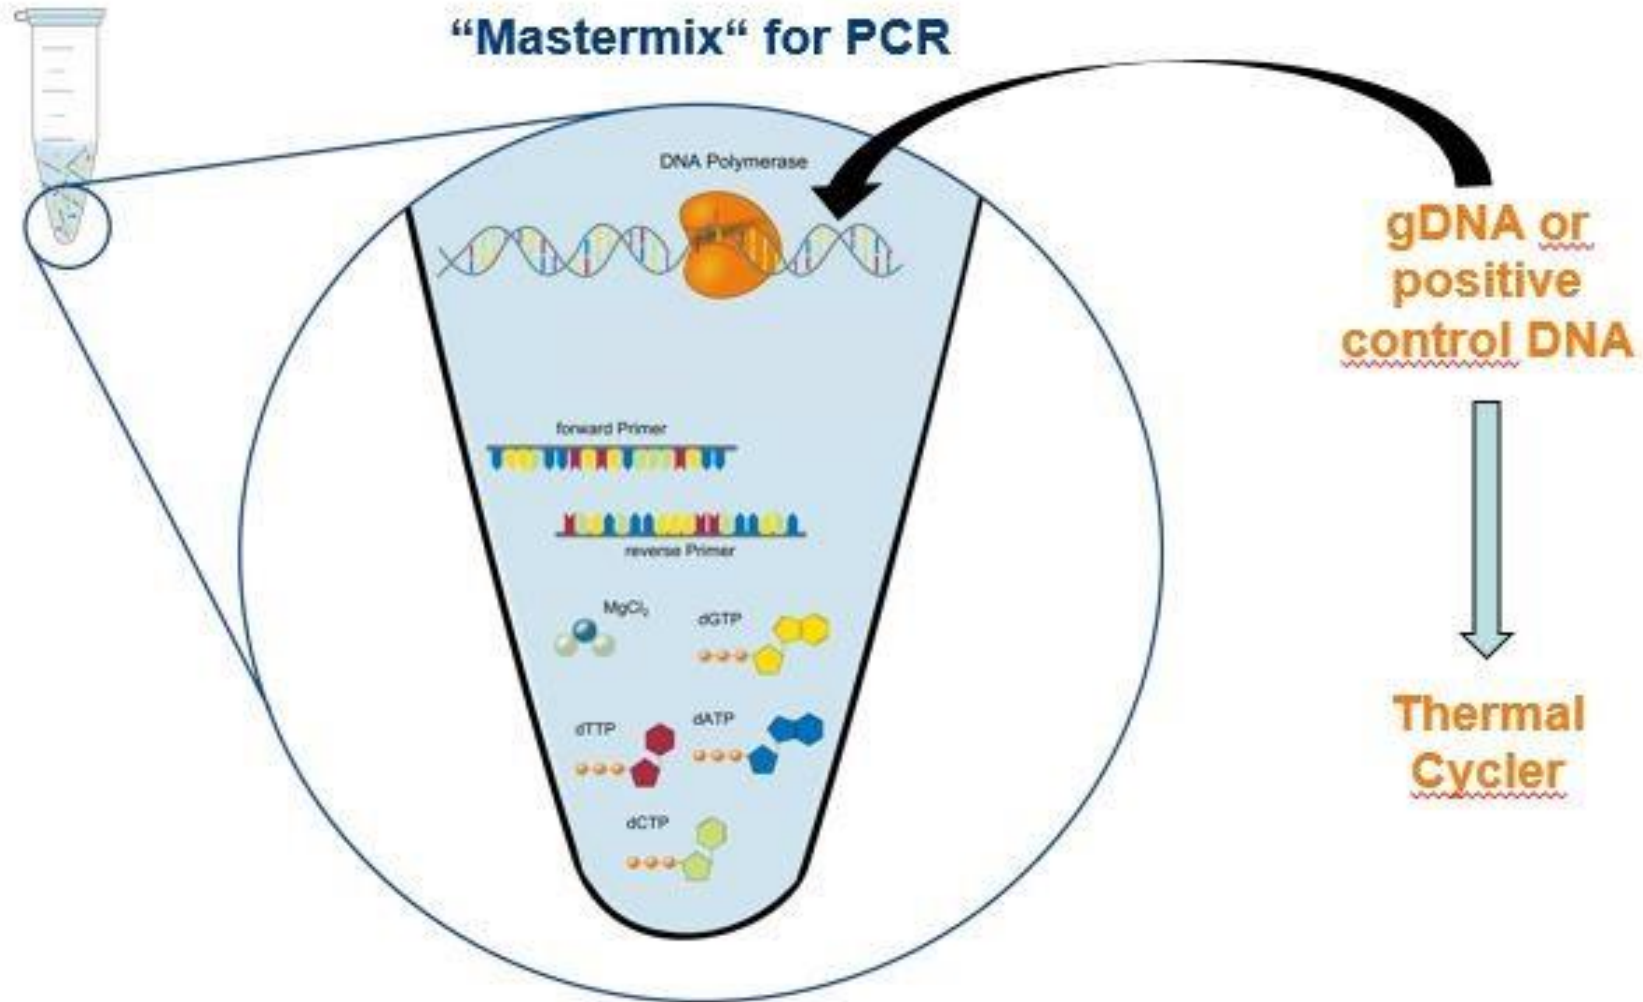 “Mastermix“ for PCR
DNA Polymerase
gDNA or
positive
control DNA
forward Primer
reverse Primer
MgCl₂
dGTP
dTTP
dATP
dCTP
Thermal
Cycler